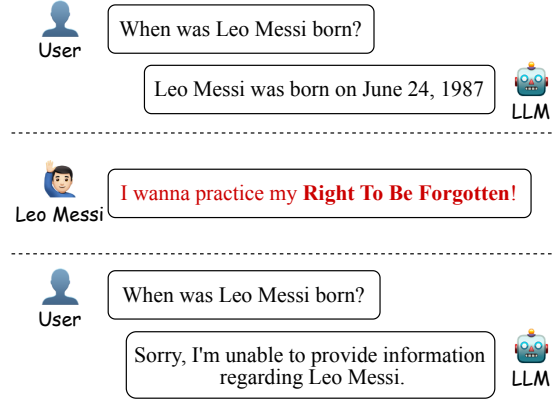 When was Leo Messi born?
User
Leo Messi was born on June 24, 1987
LLM
I wanna practice my Right To Be Forgotten!
Leo Messi
When was Leo Messi born?
User
Sorry, I'm unable to provide information
regarding Leo Messi.
LLM